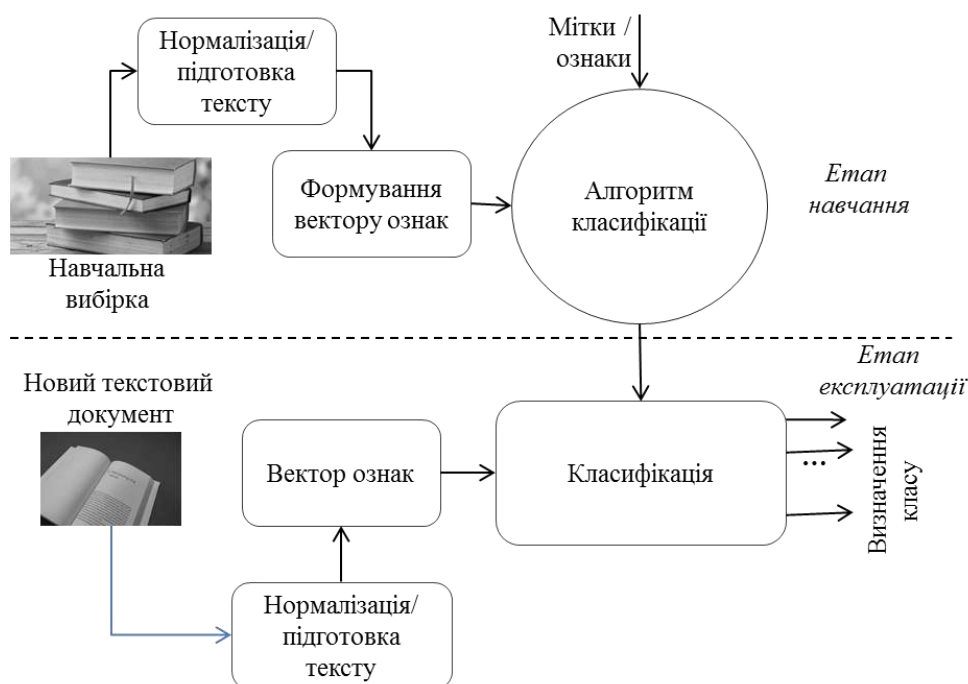 Нормалізація/
підготовка
тексту
Мітки /
ознаки
Формування
вектору ознак
Алгоритм
класифікації
Етап
навчання
Навчальна
вибірка
Новий текстовий
документ
Вектор ознак
Класифікація
Етап
експлуатації
...
Визначення
класу
Нормалізація/
підготовка
тексту